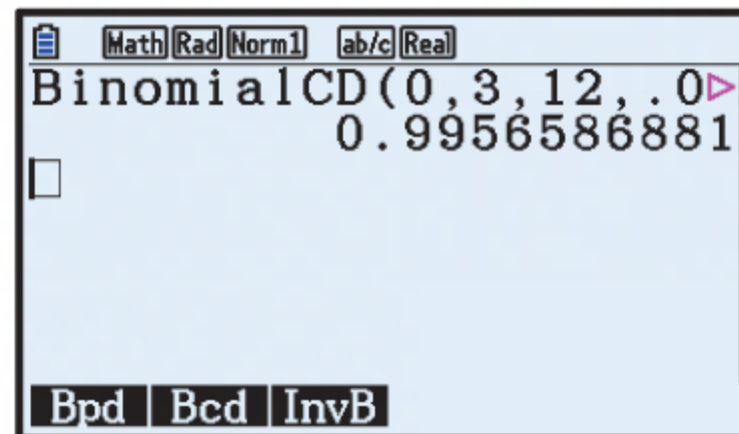 Math Rad Norm1 ab/c Real
BinomialCD(0,3,12,.0
0.9956586881
Bpd Bcd InvB